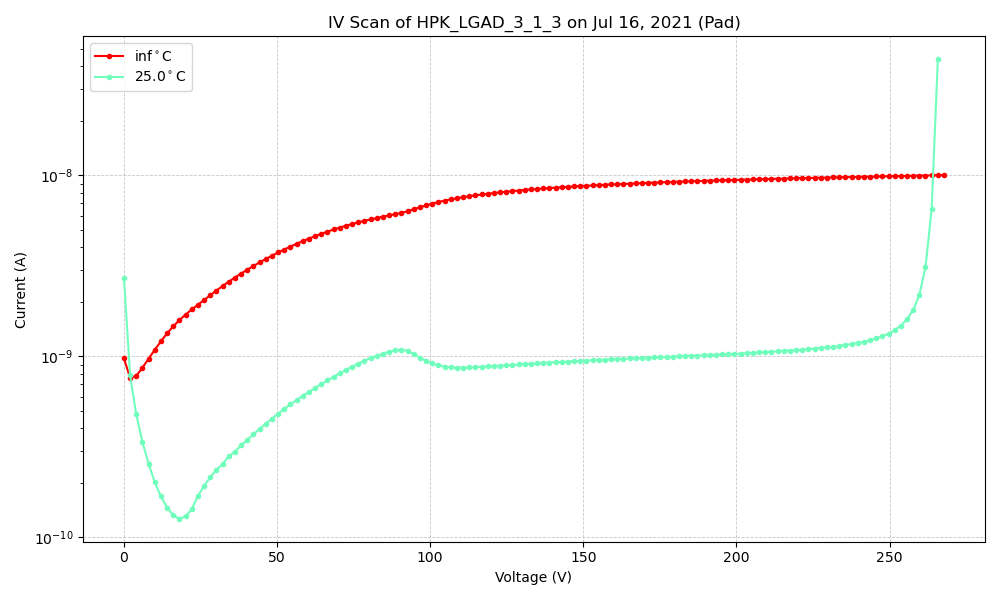 IV Scan of HPK_LGAD_3_1_3 on Jul 16, 2021 (Pad)
inf°C
25.0°C
Current (A)
10⁻⁸
10⁻⁹
10⁻¹⁰
0 50 100 150 200 250
Voltage (V)